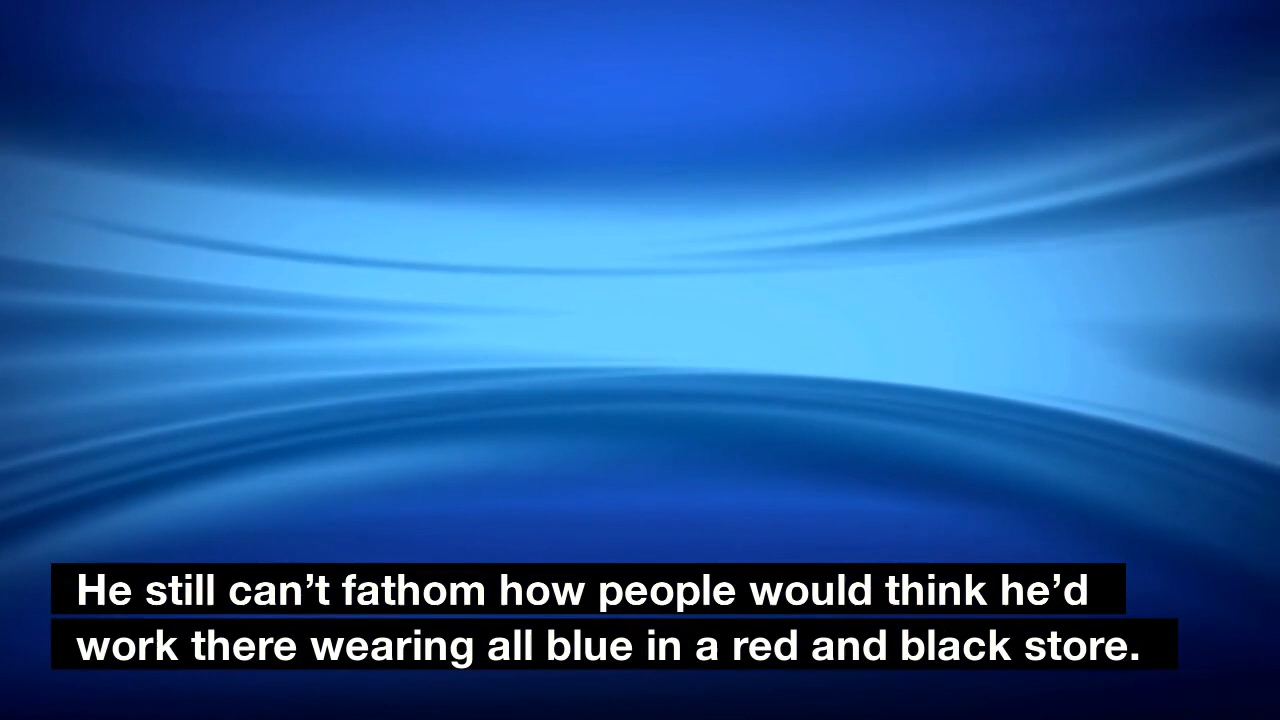 He still can’t fathom how people would think he’d
work there wearing all blue in a red and black store.